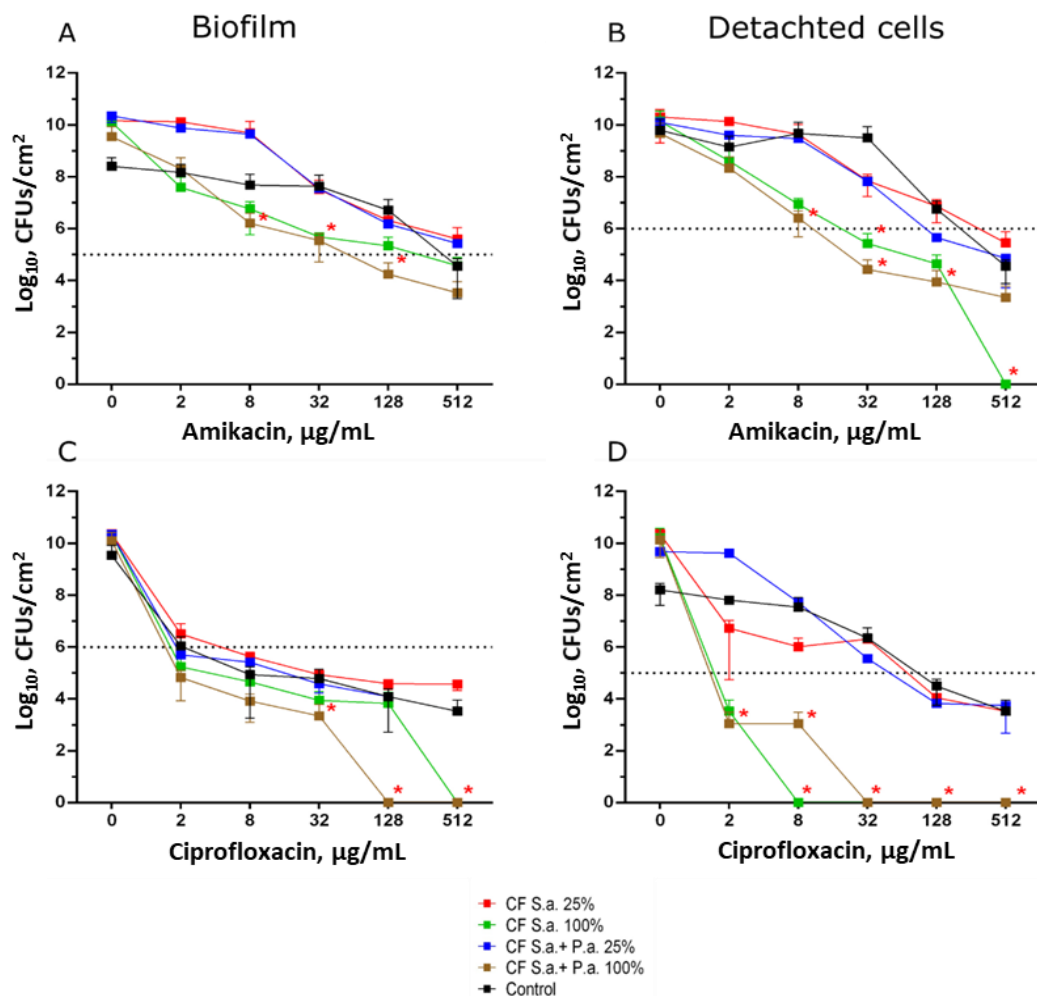 A Biofilm
B Detachted cells
Log₁₀, CFUs/cm²
12
10
8
6
4
2
0
*
*
*
0 2 8 32 128 512
Amikacin, µg/mL
Log₁₀, CFUs/cm²
12
10
8
6
4
2
0
*
*
*
*
*
0 2 8 32 128 512
Amikacin, µg/mL
C
Log₁₀, CFUs/cm²
12
10
8
6
4
2
0
*
*
*
0 2 8 32 128 512
Ciprofloxacin, µg/mL
D
Log₁₀, CFUs/cm²
12
10
8
6
4
2
0
*
*
*
*
*
*
0 2 8 32 128 512
Ciprofloxacin, µg/mL
CF S.a. 25%
CF S.a. 100%
CF S.a.+ P.a. 25%
CF S.a.+ P.a. 100%
Control